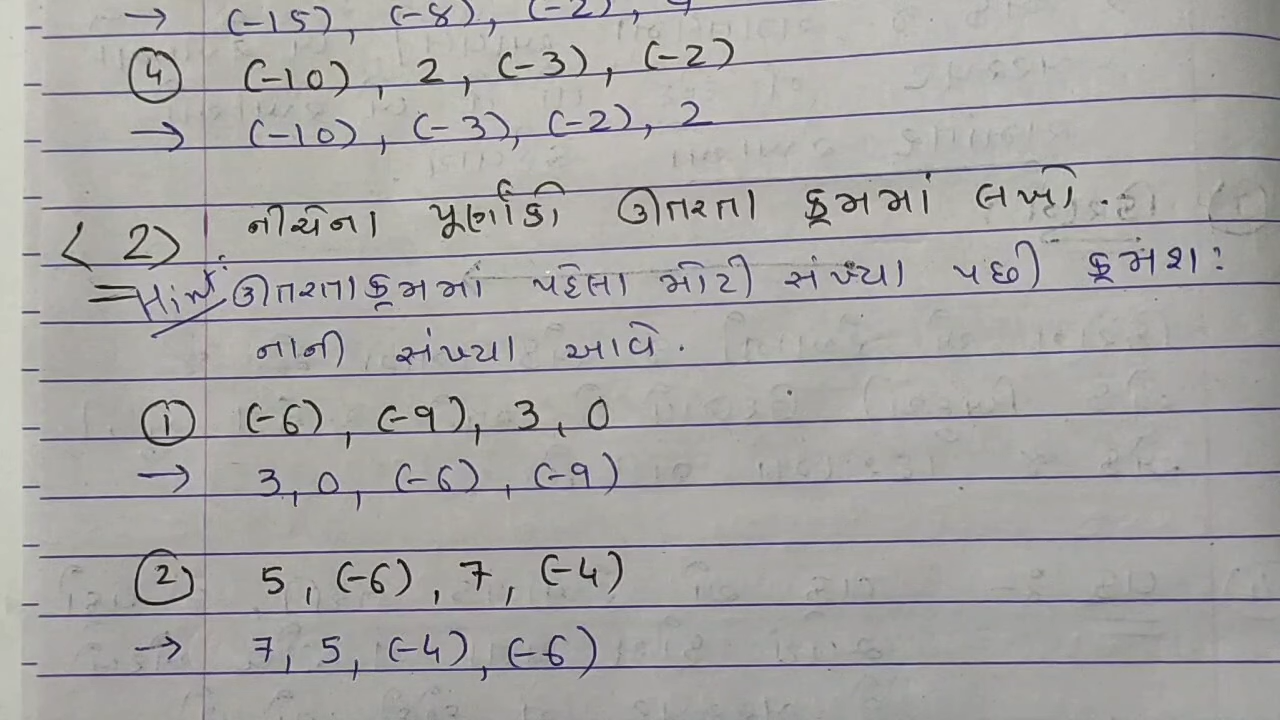 → (-15), (-8), (-2),
④ (-10), 2, (-3), (-2)
→ (-10), (-3), (-2), 2
<2> નીચેના પૂર્ણાંકો ઊતરતા ક્રમમાં લખો.
=Hint: ઊતરતાક્રમમાં પહેલા મોટી સંખ્યા પછી ક્રમશઃ
નાની સંખ્યા આવે.
① (-6), (-9), 3, 0
→ 3, 0, (-6), (-9)
② 5, (-6), 7, (-4)
→ 7, 5, (-4), (-6)